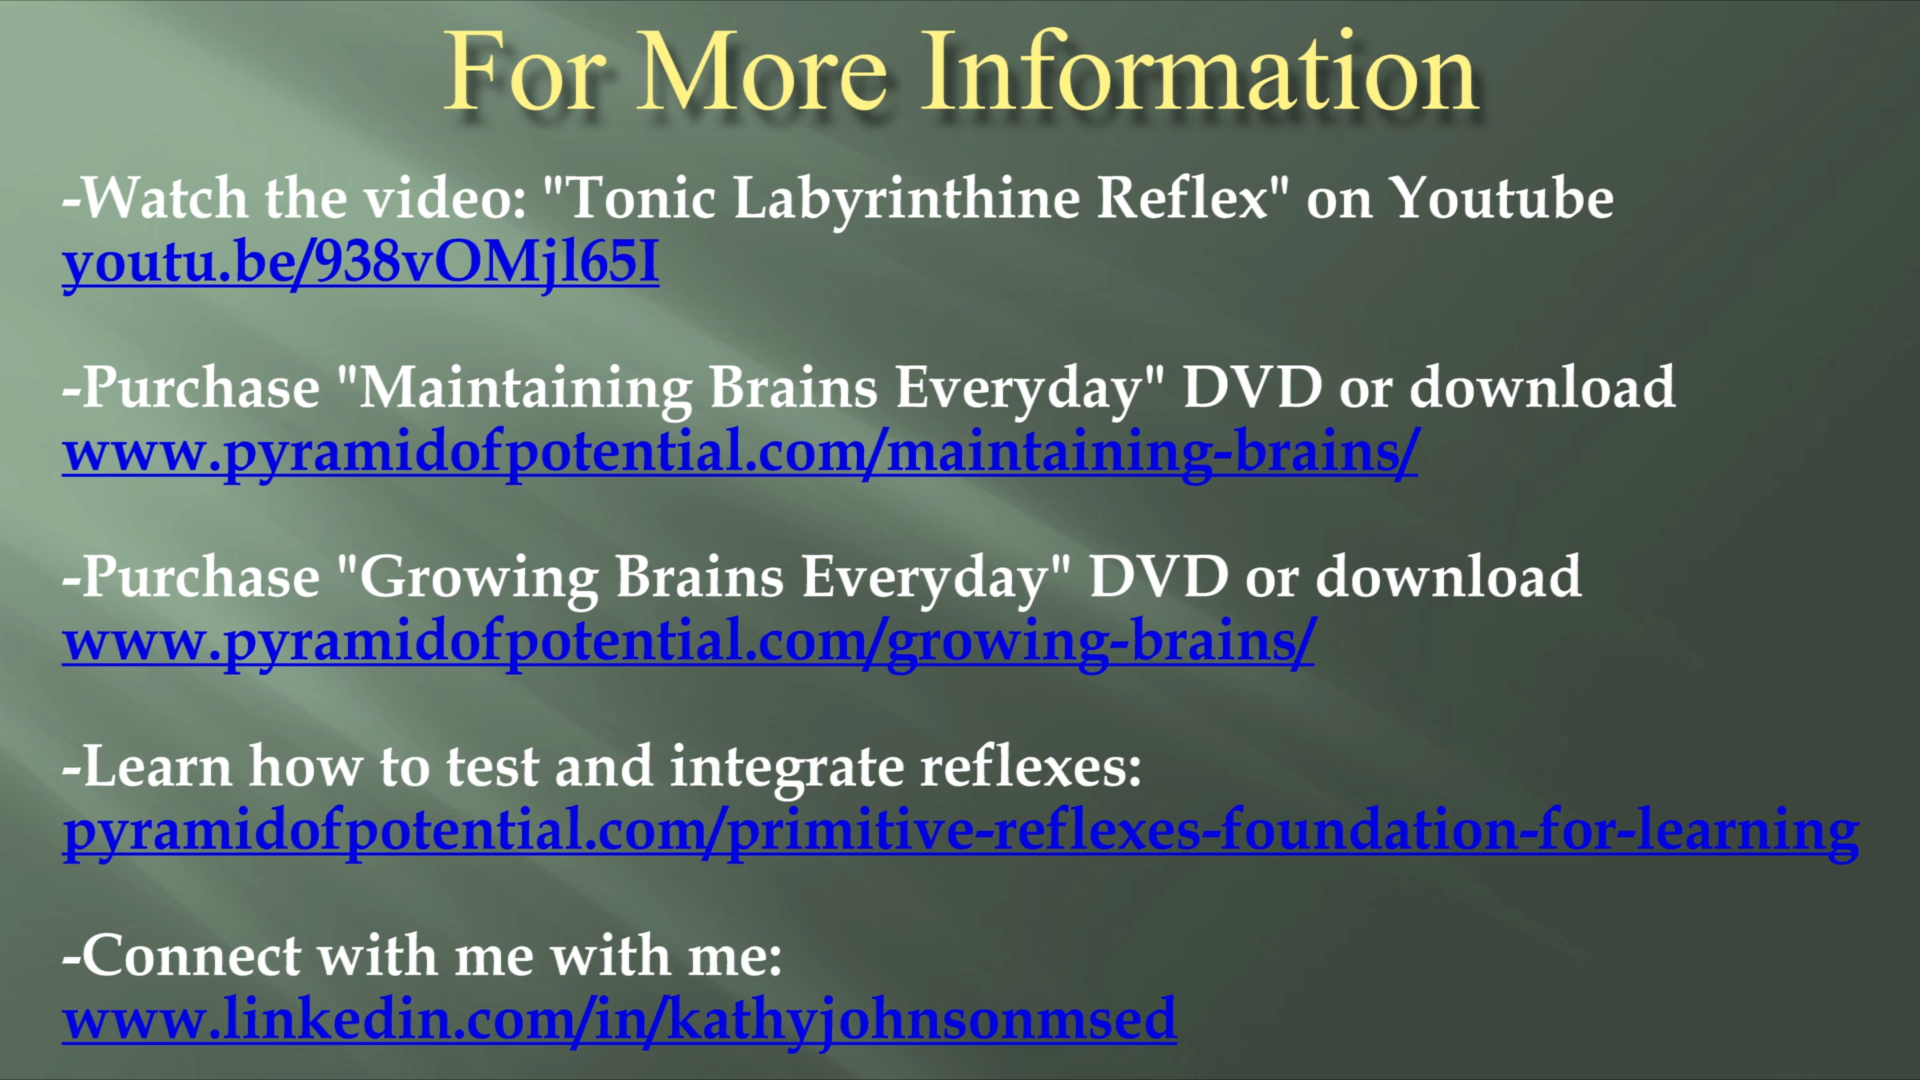 For More Information
-Watch the video: "Tonic Labyrinthine Reflex" on Youtube
youtu.be/938vOMjl65I
-Purchase "Maintaining Brains Everyday" DVD or download
www.pyramidofpotential.com/maintaining-brains/
-Purchase "Growing Brains Everyday" DVD or download
www.pyramidofpotential.com/growing-brains/
-Learn how to test and integrate reflexes:
pyramidofpotential.com/primitive-reflexes-foundation-for-learning
-Connect with me with me:
www.linkedin.com/in/kathyjohnsonmsed